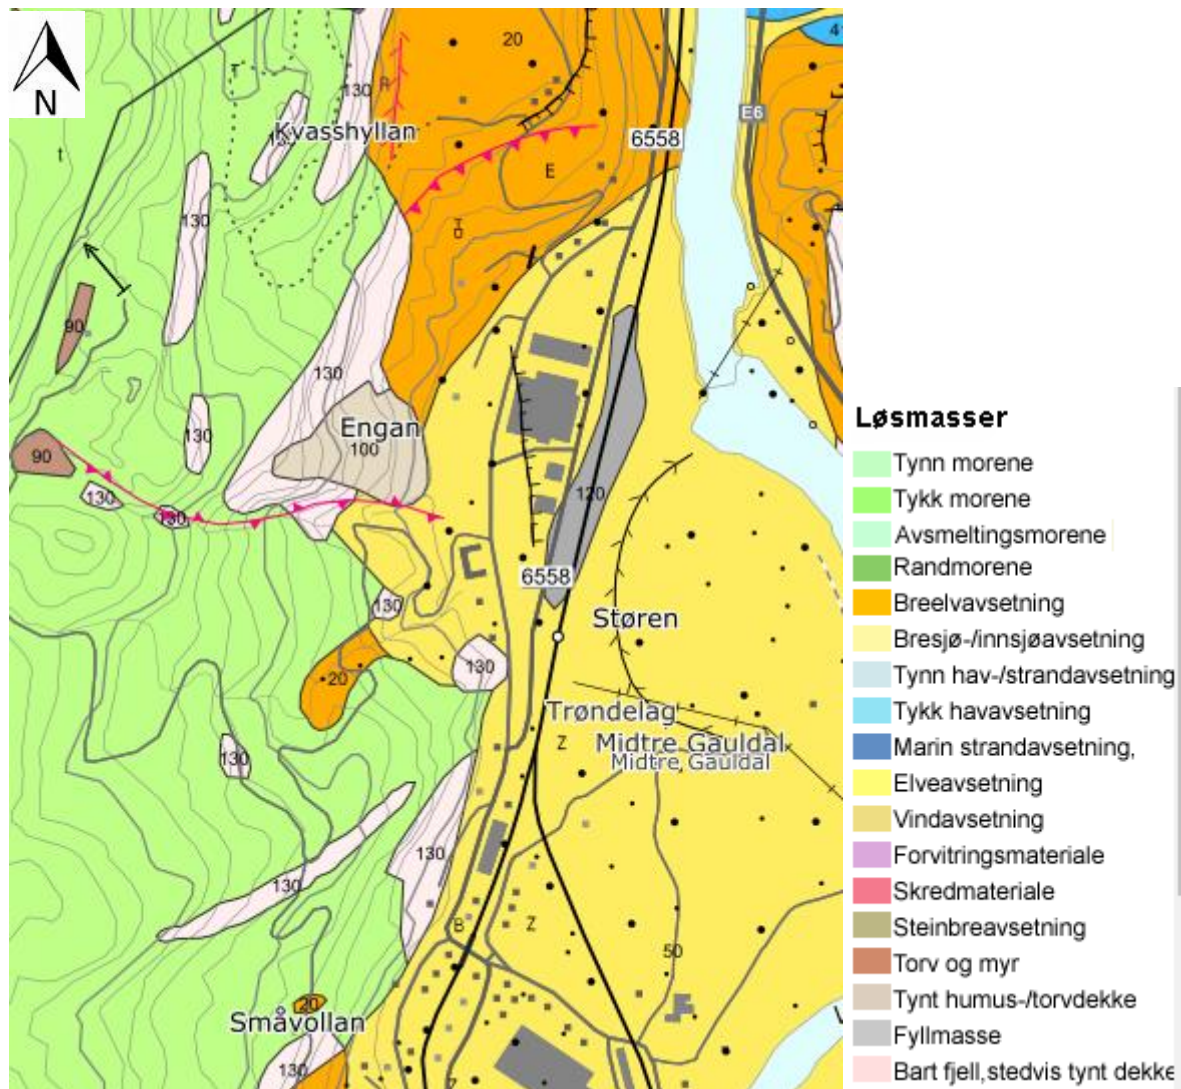 N
20
41
130
R
Kvasshyllan
130
6558
E6
t
E
130
90
130
Engan
100
130
90
130
130
120
6558
130
Støren
130
20
Trøndelag
Z
Midtre Gauldal
Midtre Gauldal
130
130
130
B
Z
50
20
Småvollan
130
Z
Løsmasser
Tynn morene
Tykk morene
Avsmeltingsmorene
Randmorene
Breelvavsetning
Bresjø-/innsjøavsetning
Tynn hav-/strandavsetning
Tykk havavsetning
Marin strandavsetning,
Elveavsetning
Vindavsetning
Forvitringsmateriale
Skredmateriale
Steinbreavsetning
Torv og myr
Tynt humus-/torvdekke
Fyllmasse
Bart fjell,stedvis tynt dekke